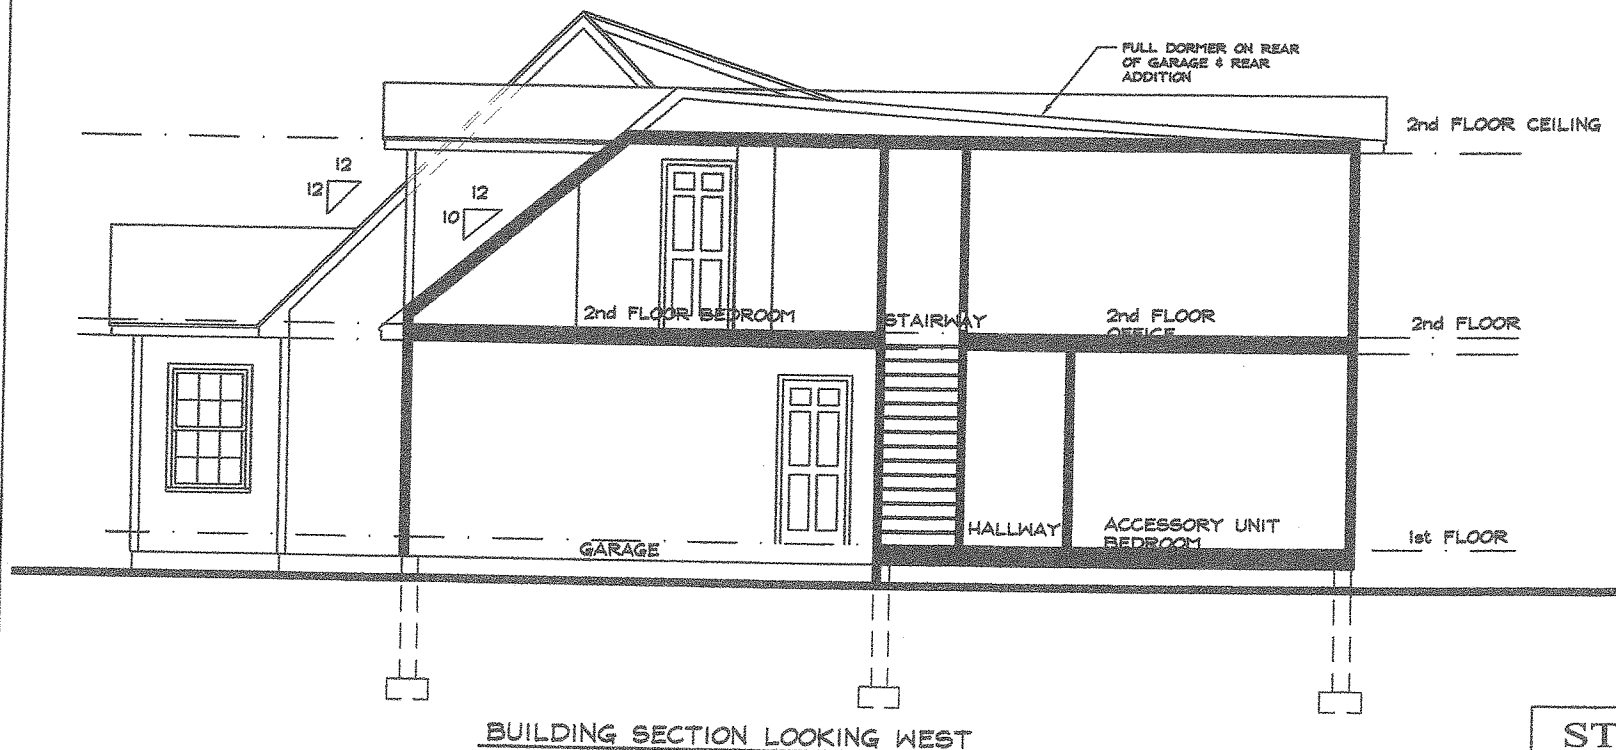 FULL DORMER ON REAR
OF GARAGE & REAR
ADDITION
2nd FLOOR CEILING
12
12
12
10
2nd FLOOR BEDROOM
STAIRWAY
2nd FLOOR
OFFICE
2nd FLOOR
HALLWAY
ACCESSORY UNIT
BEDROOM
1st FLOOR
GARAGE
BUILDING SECTION LOOKING WEST
ST